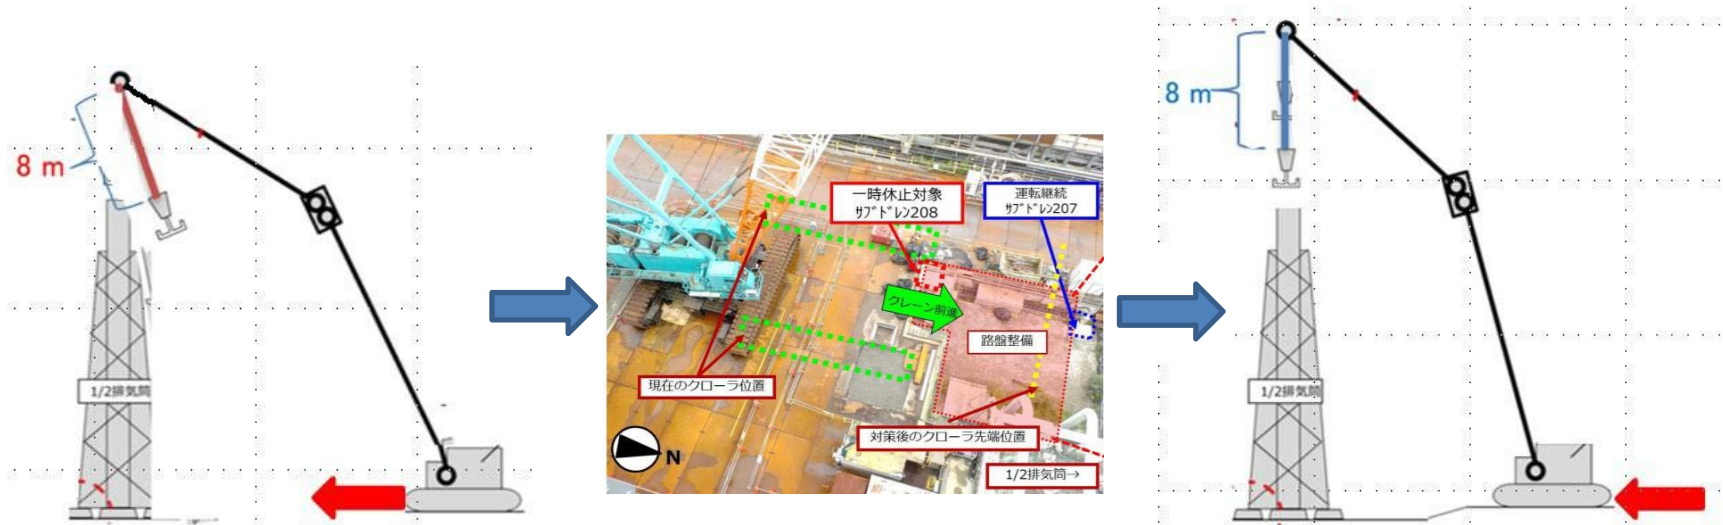 8 m
1/2排気筒
一時休止対象
ｻﾌﾞﾄﾞﾚﾝ208
運転継続
ｻﾌﾞﾄﾞﾚﾝ207
クレーン前進
路盤整備
現在のクローラ位置
対策後のクローラ先端位置
N
1/2排気筒→
8 m
1/2排気筒